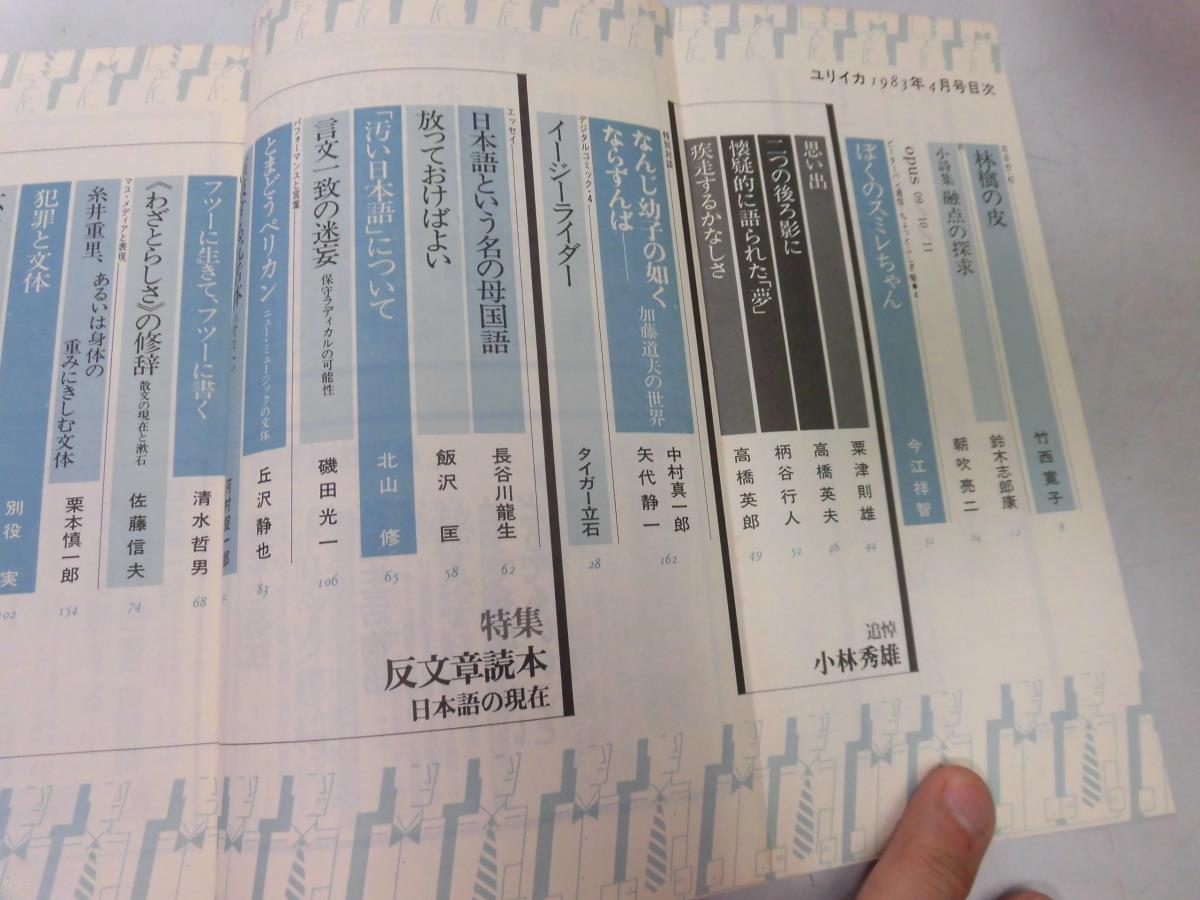 ユリイカ 1983年4月号目次
林檎の皮
竹西寛子
8
詩
鈴木志郎康
12
小詩集 融点の探求
朝吹亮二
24
opus
10/11
ぼくのスミレちゃん
今江祥智
32
追悼
小林秀雄
思い出
粟津則雄
44
二つの後ろ影に
高橋英夫
46
懐疑的に語られた「夢」
柄谷行人
52
疾走するかなしさ
高橋英郎
49
特別対談
なんじ幼子の如く
ならずんば――
加藤道夫の世界
中村真一郎
矢代静一
162
デジタルコミック・4
イージーライダー
タイガー立石
28
特集
反文章読本
日本語の現在
エッセイ
日本語という名の母国語
長谷川龍生
62
放っておけばよい
飯沢 匡
58
「汚い日本語」について
北山 修
65
言文一致の迷妄 保守ラディカルの可能性
磯田光一
106
パフォーマンスと言葉
とまどうペリカン ニュー・ミュージックの文体
丘沢静也
83
フツーに生きて、フツーに書く
清水哲男
68
《わざとらしさ》の修辞 散文の現在と漱石
佐藤信夫
74
マス・メディアと表現
糸井重里、あるいは身体の
重みにきしむ文体
栗本慎一郎
154
犯罪と文体
別役 実
102